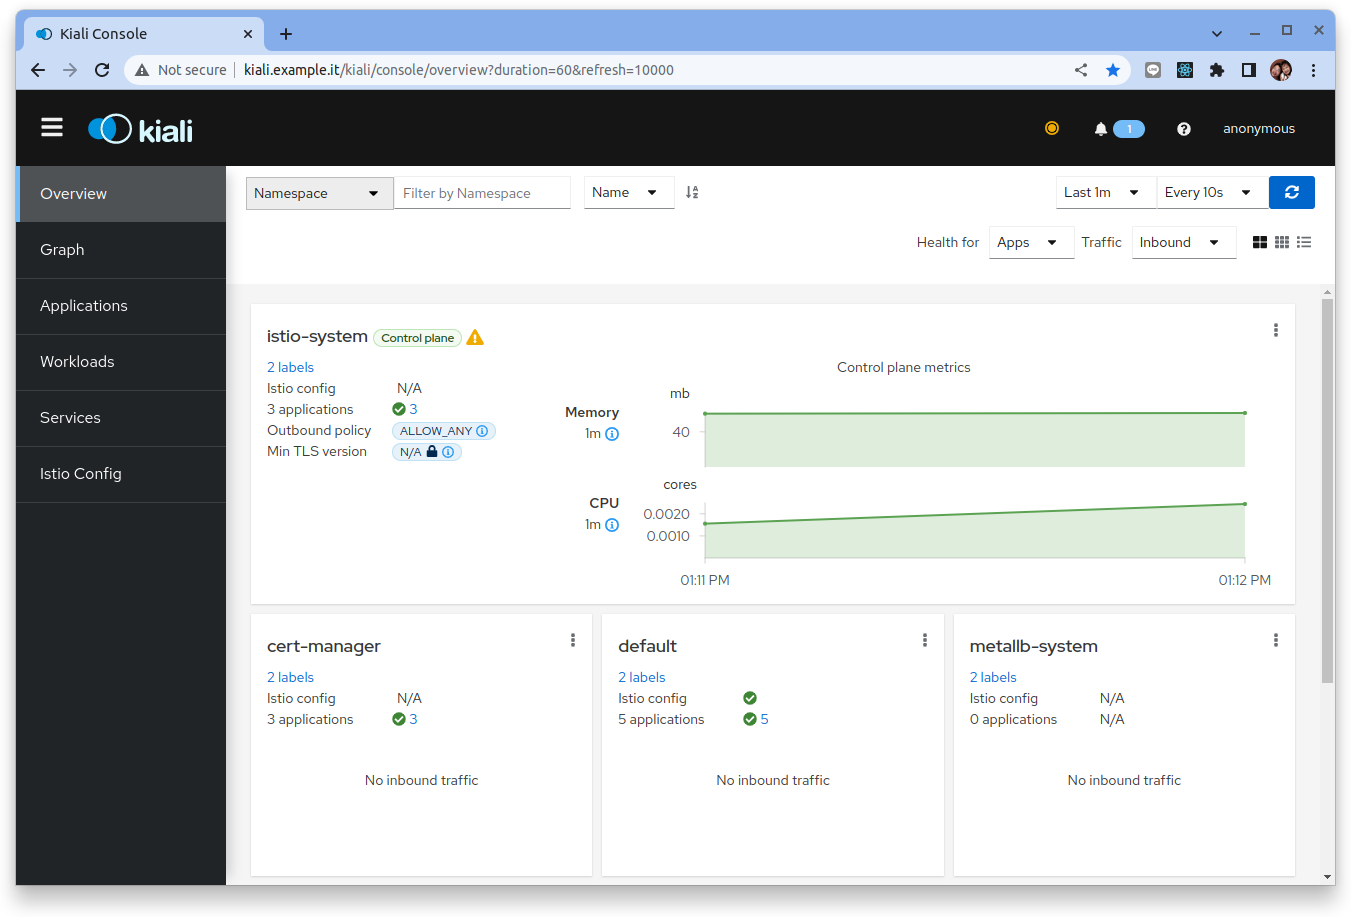 Kiali Console
Not secure kiali.example.it/kiali/console/overview?duration=60&refresh=10000
kiali
1
anonymous
Overview
Graph
Applications
Workloads
Services
Istio Config
Namespace Filter by Namespace Name Last 1m Every 10s
Health for Apps Traffic Inbound
istio-system Control plane
2 labels
Istio config N/A
3 applications 3
Outbound policy ALLOW_ANY
Min TLS version N/A
Control plane metrics
mb
Memory
1m
40
cores
CPU
1m
0.0020
0.0010
01:11 PM 01:12 PM
cert-manager
2 labels
Istio config N/A
3 applications 3
No inbound traffic
default
2 labels
Istio config
5 applications 5
No inbound traffic
metallb-system
2 labels
Istio config N/A
0 applications N/A
No inbound traffic